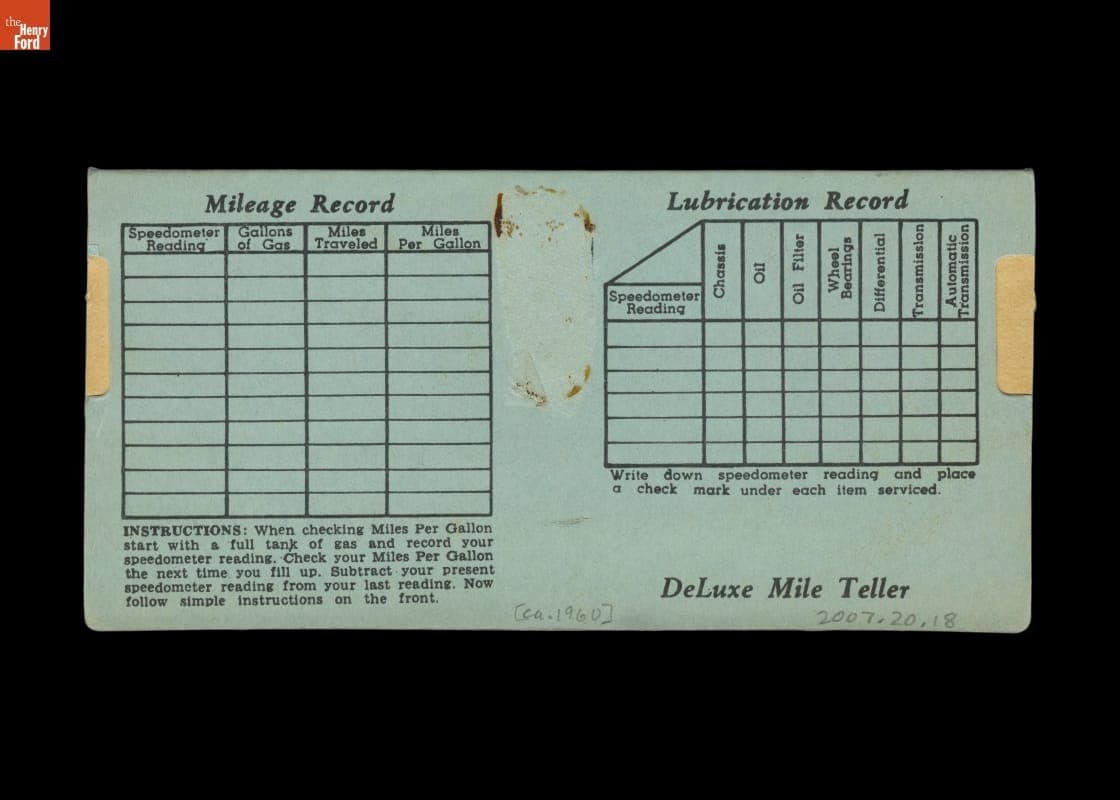 the
Henry
Ford
Mileage Record
Speedometer
Reading
Gallons
of Gas
Miles
Traveled
Miles
Per Gallon
INSTRUCTIONS: When checking Miles Per Gallon
start with a full tank of gas and record your
speedometer reading. Check your Miles Per Gallon
the next time you fill up. Subtract your present
speedometer reading from your last reading. Now
follow simple instructions on the front.
Lubrication Record
Speedometer
Reading
Chassis
Oil
Oil Filter
Wheel
Bearings
Differential
Transmission
Automatic
Transmission
Write down speedometer reading and place
a check mark under each item serviced.
DeLuxe Mile Teller
[ca. 1960]
2007.20.18